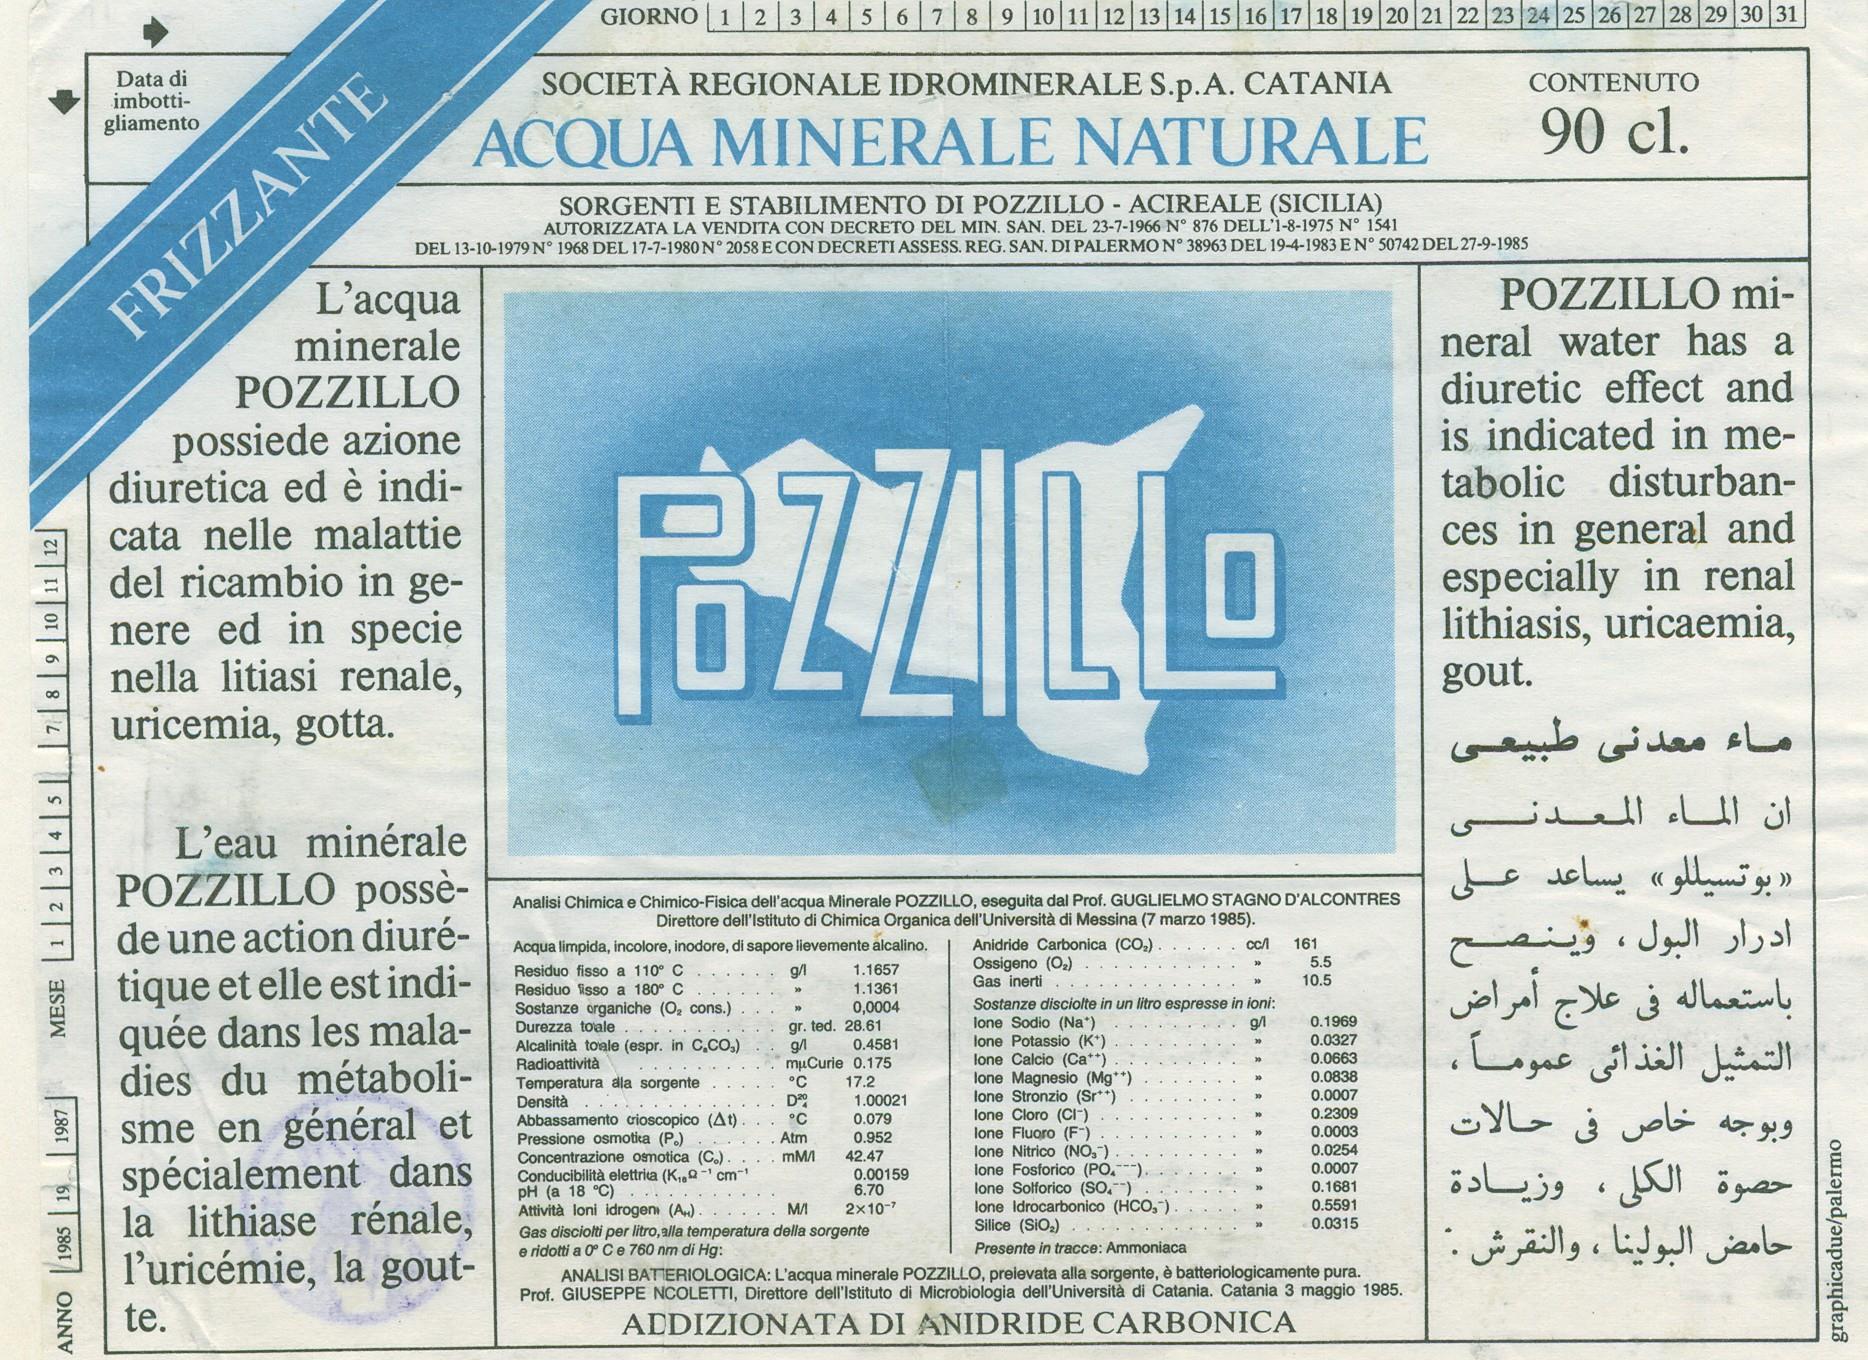 GIORNO 1 2 3 4 5 6 7 8 9 10 11 12 13 14 15 16 17 18 19 20 21 22 23 24 25 26 27 28 29 30 31
Data di
imbotti-
gliamento
FRIZZANTE
SOCIETÀ REGIONALE IDROMINERALE S.p.A. CATANIA
ACQUA MINERALE NATURALE
CONTENUTO
90 cl.
SORGENTI E STABILIMENTO DI POZZILLO - ACIREALE (SICILIA)
AUTORIZZATA LA VENDITA CON DECRETO DEL MIN. SAN. DEL 23-7-1966 N° 876 DELL'1-8-1975 N° 1541
DEL 13-10-1979 N° 1968 DEL 17-7-1980 N° 2058 E CON DECRETI ASSESS. REG. SAN. DI PALERMO N° 38963 DEL 19-4-1983 E N° 50742 DEL 27-9-1985
L'acqua
minerale
POZZILLO
possiede azione
diuretica ed è indi-
cata nelle malattie
del ricambio in ge-
nere ed in specie
nella litiasi renale,
uricemia, gotta.
L'eau minérale
POZZILLO possè-
de une action diuré-
tique et elle est indi-
quée dans les mala-
dies du métaboli-
sme en général et
spécialement dans
la lithiase rénale,
l'uricémie, la gout-
te.
ANNO 1985 19 1987 MESE 1 2 3 4 5 7 8 9 10 11 12
POZZILLO
Analisi Chimica e Chimico-Fisica dell'acqua Minerale POZZILLO, eseguita dal Prof. GUGLIELMO STAGNO D'ALCONTRES
Direttore dell'Istituto di Chimica Organica dell'Università di Messina (7 marzo 1985).
Acqua limpida, incolore, inodore, di sapore lievemente alcalino.
Residuo fisso a 110° C . . . . . . g/l 1.1657
Residuo fisso a 180° C . . . . . . » 1.1361
Sostanze organiche (O₂ cons.) . . . » 0,0004
Durezza totale . . . . . . gr. ted. 28.61
Alcalinità totale (espr. in CₐCO₃) . . g/l 0.4581
Radioattività . . . . . . mµCurie 0.175
Temperatura alla sorgente . . . . . . °C 17.2
Densità . . . . . . D²⁰₄ 1.00021
Abbassamento crioscopico (Δt) . . . °C 0.079
Pressione osmotica (Pₒ) . . . . . . Atm 0.952
Concentrazione osmotica (Cₒ) . . . . mM/l 42.47
Conducibilità elettrica (K₁₈Ω⁻¹ cm⁻¹ 0.00159
pH (a 18 °C) . . . . . . 6.70
Attività Ioni idrogeni (Aₕ) . . . . . . M/l 2×10⁻⁷
Gas disciolti per litro, alla temperatura della sorgente
e ridotti a 0° C e 760 nm di Hg:
Anidride Carbonica (CO₂) . . . . . . cc/l 161
Ossigeno (O₂) . . . . . . » 5.5
Gas inerti . . . . . . » 10.5
Sostanze disciolte in un litro espresse in ioni:
Ione Sodio (Na⁺) . . . . . . g/l 0.1969
Ione Potassio (K⁺) . . . . . . » 0.0327
Ione Calcio (Ca⁺⁺) . . . . . . » 0.0663
Ione Magnesio (Mg⁺⁺) . . . . . . » 0.0838
Ione Stronzio (Sr⁺⁺) . . . . . . » 0.0007
Ione Cloro (Cl⁻) . . . . . . » 0.2309
Ione Fluoro (F⁻) . . . . . . » 0.0003
Ione Nitrico (NO₃⁻) . . . . . . » 0.0254
Ione Fosforico (PO₄⁻⁻⁻) . . . . . . » 0.0007
Ione Solforico (SO₄⁻⁻) . . . . . . » 0.1681
Ione Idrocarbonico (HCO₃⁻) . . . . . . » 0.5591
Silice (SiO₂) . . . . . . » 0.0315
Presente in tracce: Ammoniaca
ANALISI BATTERIOLOGICA: L'acqua minerale POZZILLO, prelevata alla sorgente, è batteriologicamente pura.
Prof. GIUSEPPE NICOLETTI, Direttore dell'Istituto di Microbiologia dell'Università di Catania. Catania 3 maggio 1985.
ADDIZIONATA DI ANIDRIDE CARBONICA
POZZILLO mi-
neral water has a
diuretic effect and
is indicated in me-
tabolic disturban-
ces in general and
especially in renal
lithiasis, uricaemia,
gout.
ماء معدنى طبيعى
ان الماء المعدنى
«بوتسيللو» يساعد على
ادرار البول ، وينصح
باستعماله فى علاج أمراض
التمثيل الغذائى عموماً ،
وبوجه خاص فى حالات
حصوة الكلى ، وزيادة
حامض البولينا ، والنقرش .
graphicadue/palermo